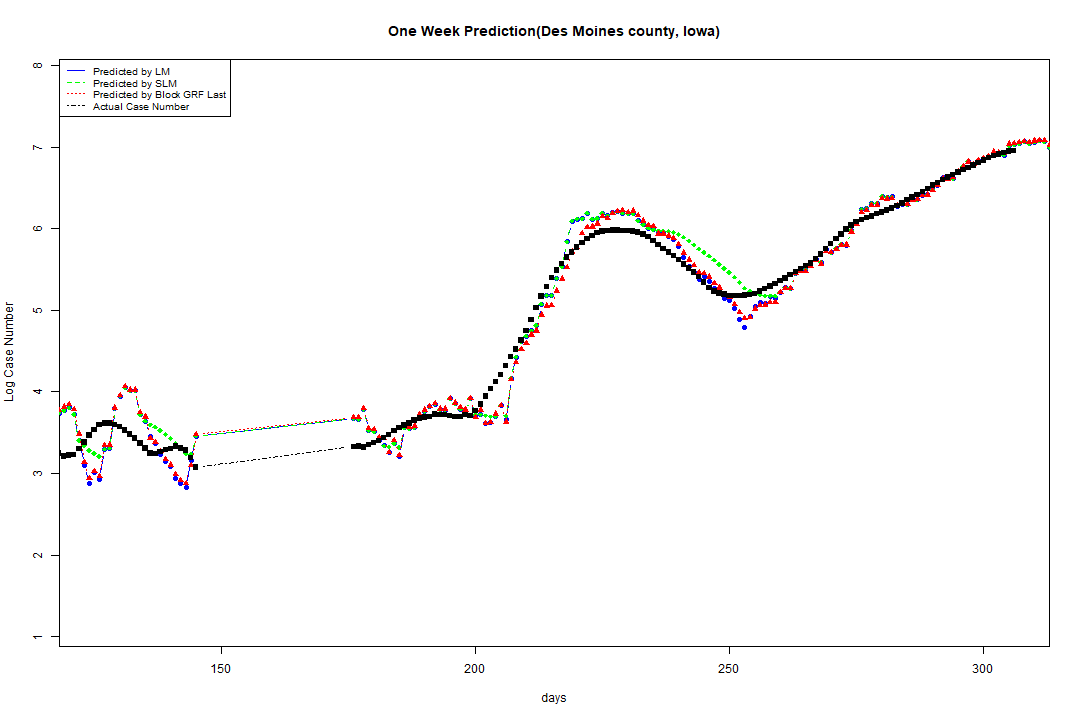 One Week Prediction(Des Moines county, Iowa)
8
7
6
5
4
3
2
1
Log Case Number
Predicted by LM
Predicted by SLM
Predicted by Block GRF Last
Actual Case Number
150
200
250
300
days